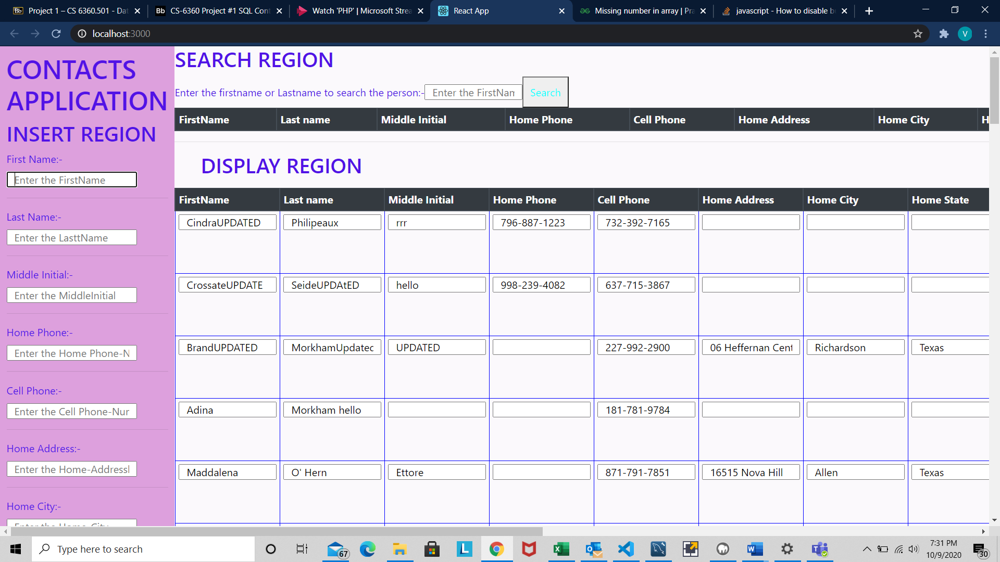 Project 1 – CS 6360.501 - Dat
CS-6360 Project #1 SQL Cont
Watch 'PHP' | Microsoft Strea
React App
Missing number in array | Pra
javascript - How to disable b
localhost:3000
V
CONTACTS
APPLICATION
INSERT REGION
First Name:-
Enter the FirstName
Last Name:-
Enter the LasttName
Middle Initial:-
Enter the MiddleInitial
Home Phone:-
Enter the Home Phone-N
Cell Phone:-
Enter the Cell Phone-Nur
Home Address:-
Enter the Home-Address
Home City:-
Enter the Home-City
SEARCH REGION
Enter the firstname or Lastname to search the person:- Enter the FirstNam Search
FirstName Last name Middle Initial Home Phone Cell Phone Home Address Home City H
DISPLAY REGION
FirstName Last name Middle Initial Home Phone Cell Phone Home Address Home City Home State
CindraUPDATED Philipeaux rrr 796-887-1223 732-392-7165
CrossateUPDATE SeideUPDAtED hello 998-239-4082 637-715-3867
BrandUPDATED MorkhamUpdated UPDATED 227-992-2900 06 Heffernan Cent Richardson Texas
Adina Morkham hello 181-781-9784
Maddalena O' Hern Ettore 871-791-7851 16515 Nova Hill Allen Texas
Type here to search
67
7:31 PM
10/9/2020
30